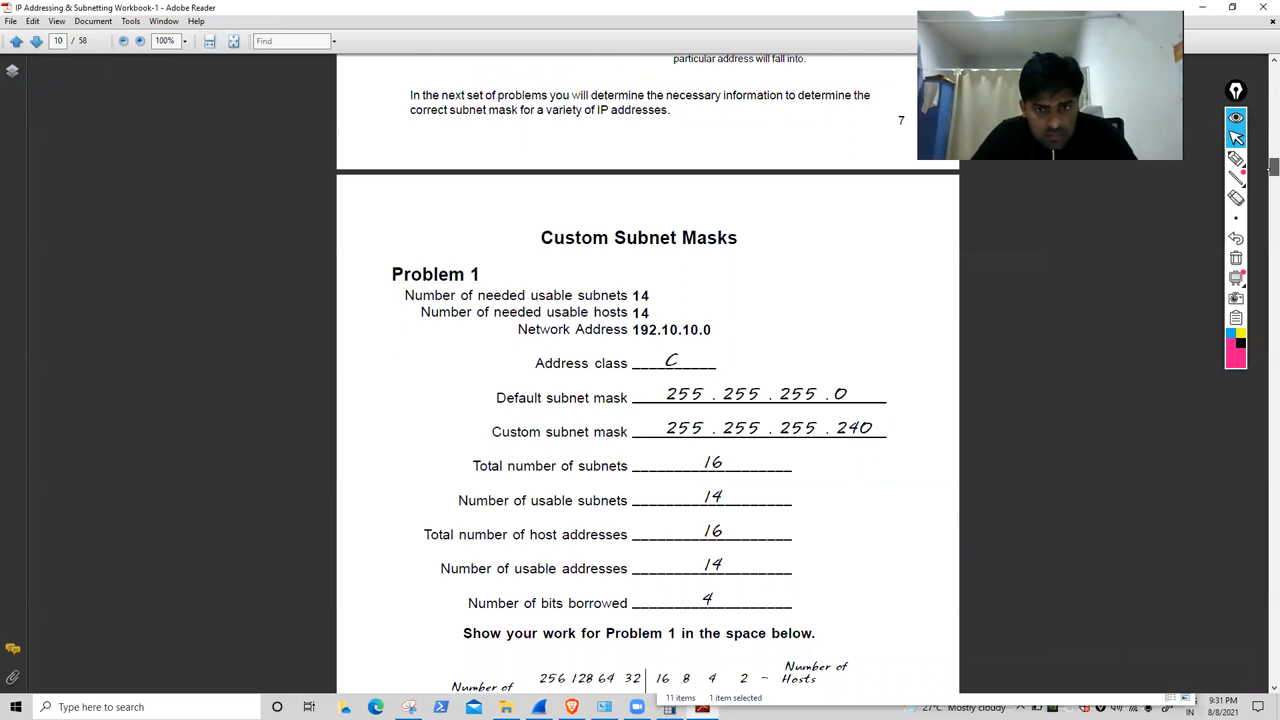 IP Addressing & Subnetting Workbook-1 - Adobe Reader
File Edit View Document Tools Window Help
10 / 58 100% Find
particular address will fall into.
In the next set of problems you will determine the necessary information to determine the
correct subnet mask for a variety of IP addresses.
7
Custom Subnet Masks
Problem 1
Number of needed usable subnets 14
Number of needed usable hosts 14
Network Address 192.10.10.0
Address class C
Default subnet mask 255 . 255 . 255 . 0
Custom subnet mask 255 . 255 . 255 . 240
Total number of subnets 16
Number of usable subnets 14
Total number of host addresses 16
Number of usable addresses 14
Number of bits borrowed 4
Show your work for Problem 1 in the space below.
Number of
256 128 64 32 16 8 4 2 - Hosts
Number of
11 items 1 item selected
Type here to search
27°C Mostly cloudy
IN
9:31 PM
8/8/2021